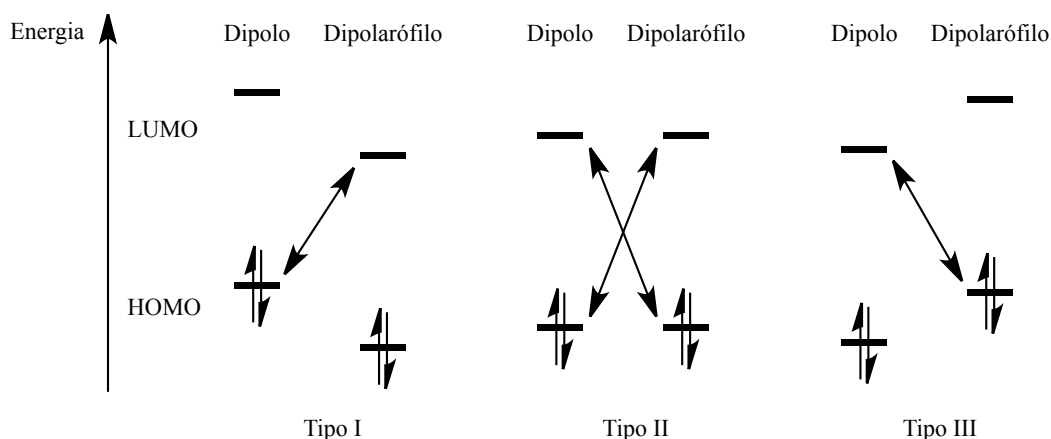 Energia
Dipolo Dipolarófilo
Dipolo Dipolarófilo
Dipolo Dipolarófilo
LUMO
HOMO
Tipo I
Tipo II
Tipo III